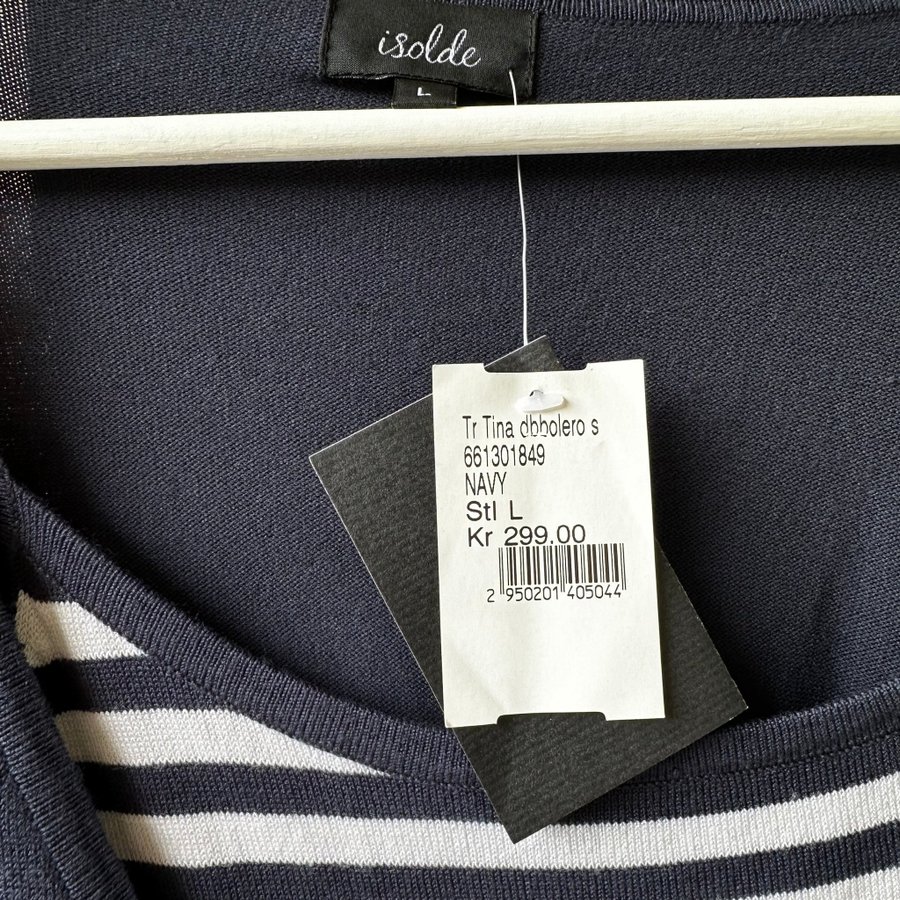 isolde
L
Tr Tina dbbolero s
661301849
NAVY
Stl L
Kr 299.00
2 950201 405044